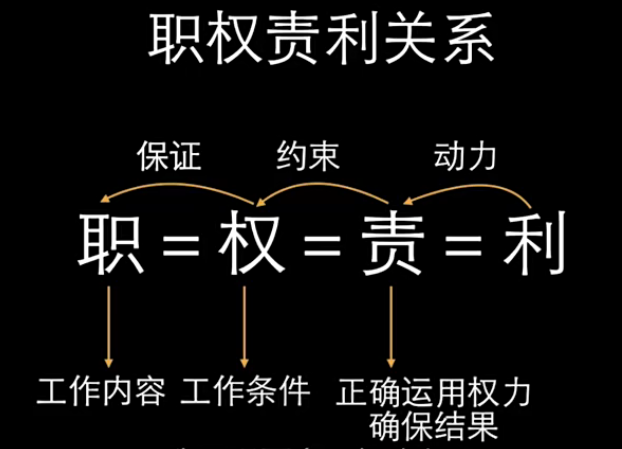 职权责利关系
保证 约束 动力
职=权=责=利
工作内容 工作条件 正确运用权力
确保结果